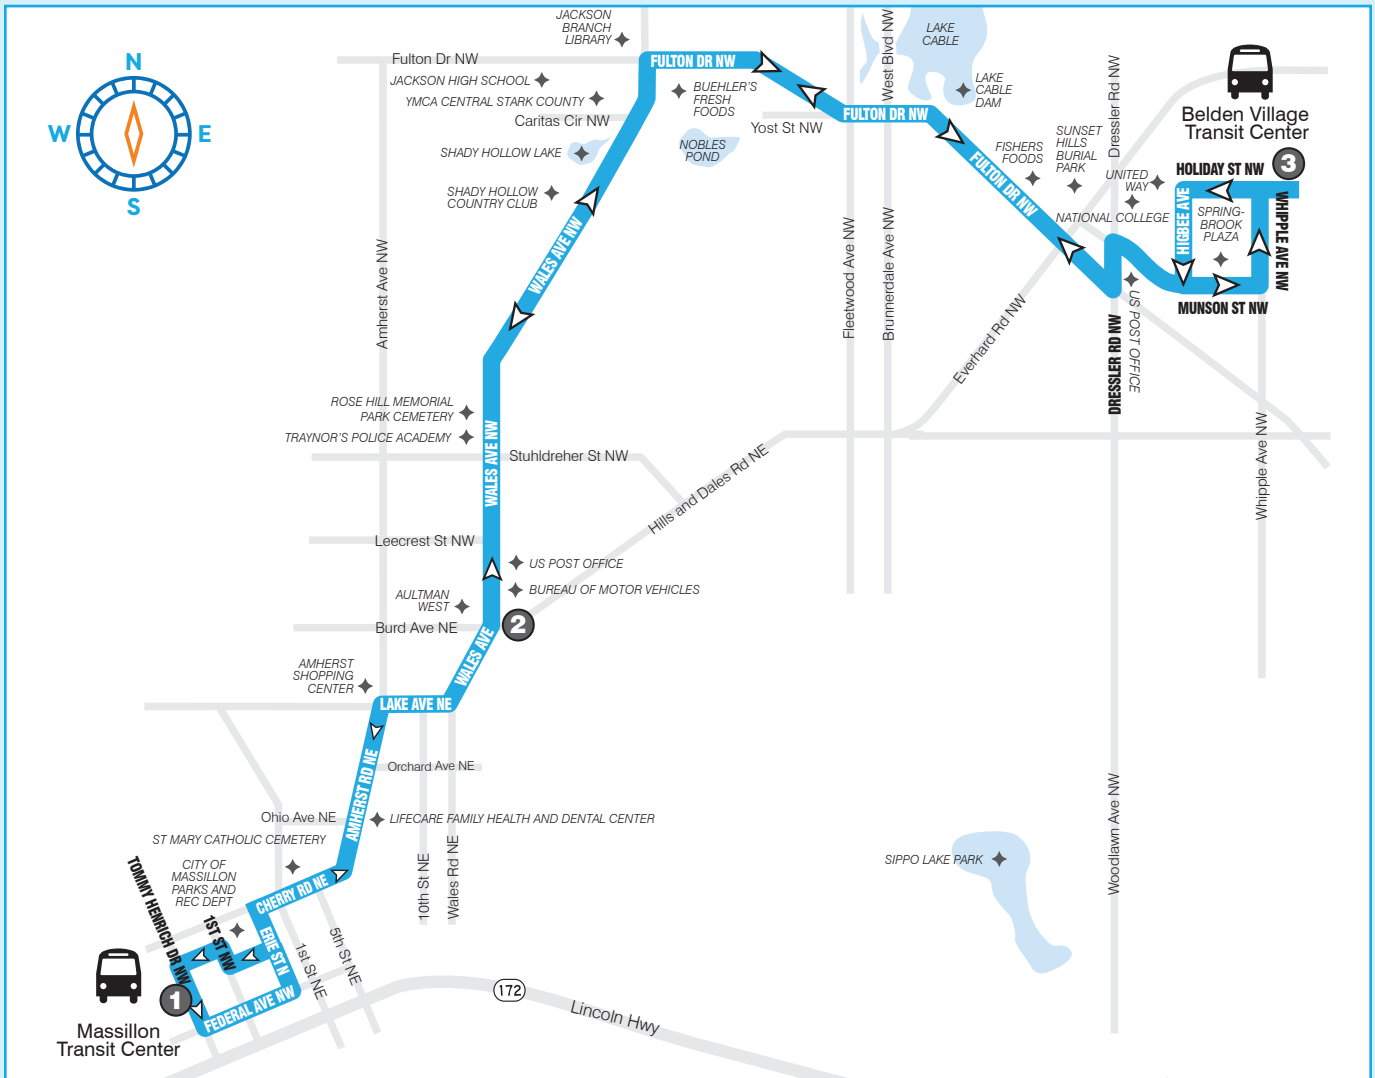 JACKSON
BRANCH
LIBRARY
Fulton Dr NW
JACKSON HIGH SCHOOL
YMCA CENTRAL STARK COUNTY
Caritas Cir NW
SHADY HOLLOW LAKE
SHADY HOLLOW
COUNTRY CLUB
N
W
E
S
FULTON DR NW
BUEHLER'S
FRESH
FOODS
NOBLES
POND
Yost St NW
FULTON DR NW
West Blvd NW
LAKE
CABLE
LAKE
CABLE
DAM
FULTON DR NW
FISHERS
FOODS
SUNSET
HILLS
BURIAL
PARK
Dressler Rd NW
UNITED
WAY
NATIONAL COLLEGE
Belden Village
Transit Center
3
HOLIDAY ST NW
HIGBEE AVE
SPRING-
BROOK
PLAZA
WHIPPLE AVE NW
MUNSON ST NW
US POST OFFICE
DRESSLER RD NW
Everhard Rd NW
Fleetwood Ave NW
Brunnerdale Ave NW
Whipple Ave NW
Woodlawn Ave NW
Amherst Ave NW
WALES AVE NW
ROSE HILL MEMORIAL
PARK CEMETERY
TRAYNOR'S POLICE ACADEMY
WALES AVE NW
Stuhldreher St NW
Hills and Dales Rd NE
Leecrest St NW
US POST OFFICE
BUREAU OF MOTOR VEHICLES
AULTMAN
WEST
Burd Ave NE
2
WALES AVE
AMHERST
SHOPPING
CENTER
LAKE AVE NE
AMHERST RD NE
Orchard Ave NE
Ohio Ave NE
LIFECARE FAMILY HEALTH AND DENTAL CENTER
10th St NE
Wales Rd NE
ST MARY CATHOLIC CEMETERY
CITY OF
MASSILLON
PARKS AND
REC DEPT
CHERRY RD NE
TOMMY HENRICH DR NW
1ST ST NW
ERIE ST N
1st St NE
5th St NE
FEDERAL AVE NW
1
Massillon
Transit Center
172
Lincoln Hwy
SIPPO LAKE PARK